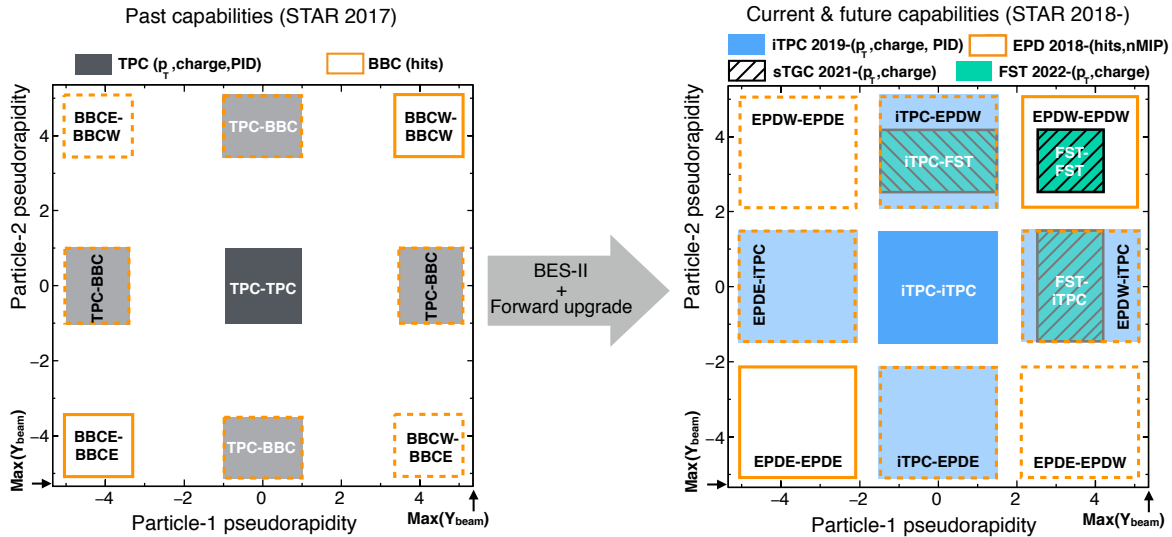 Past capabilities (STAR 2017)
TPC (pT,charge,PID)
BBC (hits)
BBCE-
BBCW
TPC-BBC
BBCW-
BBCW
TPC-BBC
TPC-TPC
TPC-BBC
BBCE-
BBCE
TPC-BBC
BBCW-
BBCE
4
2
0
−2
−4
−4
−2
0
2
4
Particle-2 pseudorapidity
Particle-1 pseudorapidity
Max(Ybeam)
Max(Ybeam)
BES-II
+
Forward upgrade
Current & future capabilities (STAR 2018-)
iTPC 2019-(pT,charge, PID)
EPD 2018-(hits,nMIP)
sTGC 2021-(pT,charge)
FST 2022-(pT,charge)
EPDW-EPDE
iTPC-EPDW
iTPC-FST
EPDW-EPDW
FST-
FST
EPDE-iTPC
iTPC-iTPC
FST-
iTPC
EPDW-iTPC
EPDE-EPDE
iTPC-EPDE
EPDE-EPDW
4
2
0
−2
−4
−4
−2
0
2
4
Particle-2 pseudorapidity
Particle-1 pseudorapidity
Max(Ybeam)
Max(Ybeam)